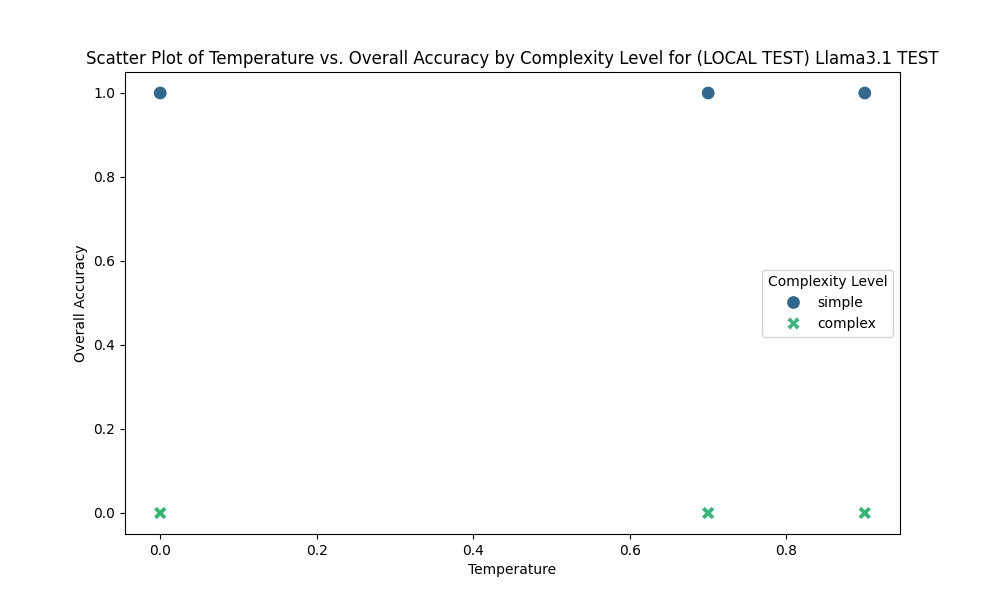 Scatter Plot of Temperature vs. Overall Accuracy by Complexity Level for (LOCAL TEST) Llama3.1 TEST
1.0
0.8
0.6
0.4
0.2
0.0
Overall Accuracy
Complexity Level
simple
complex
0.0 0.2 0.4 0.6 0.8
Temperature